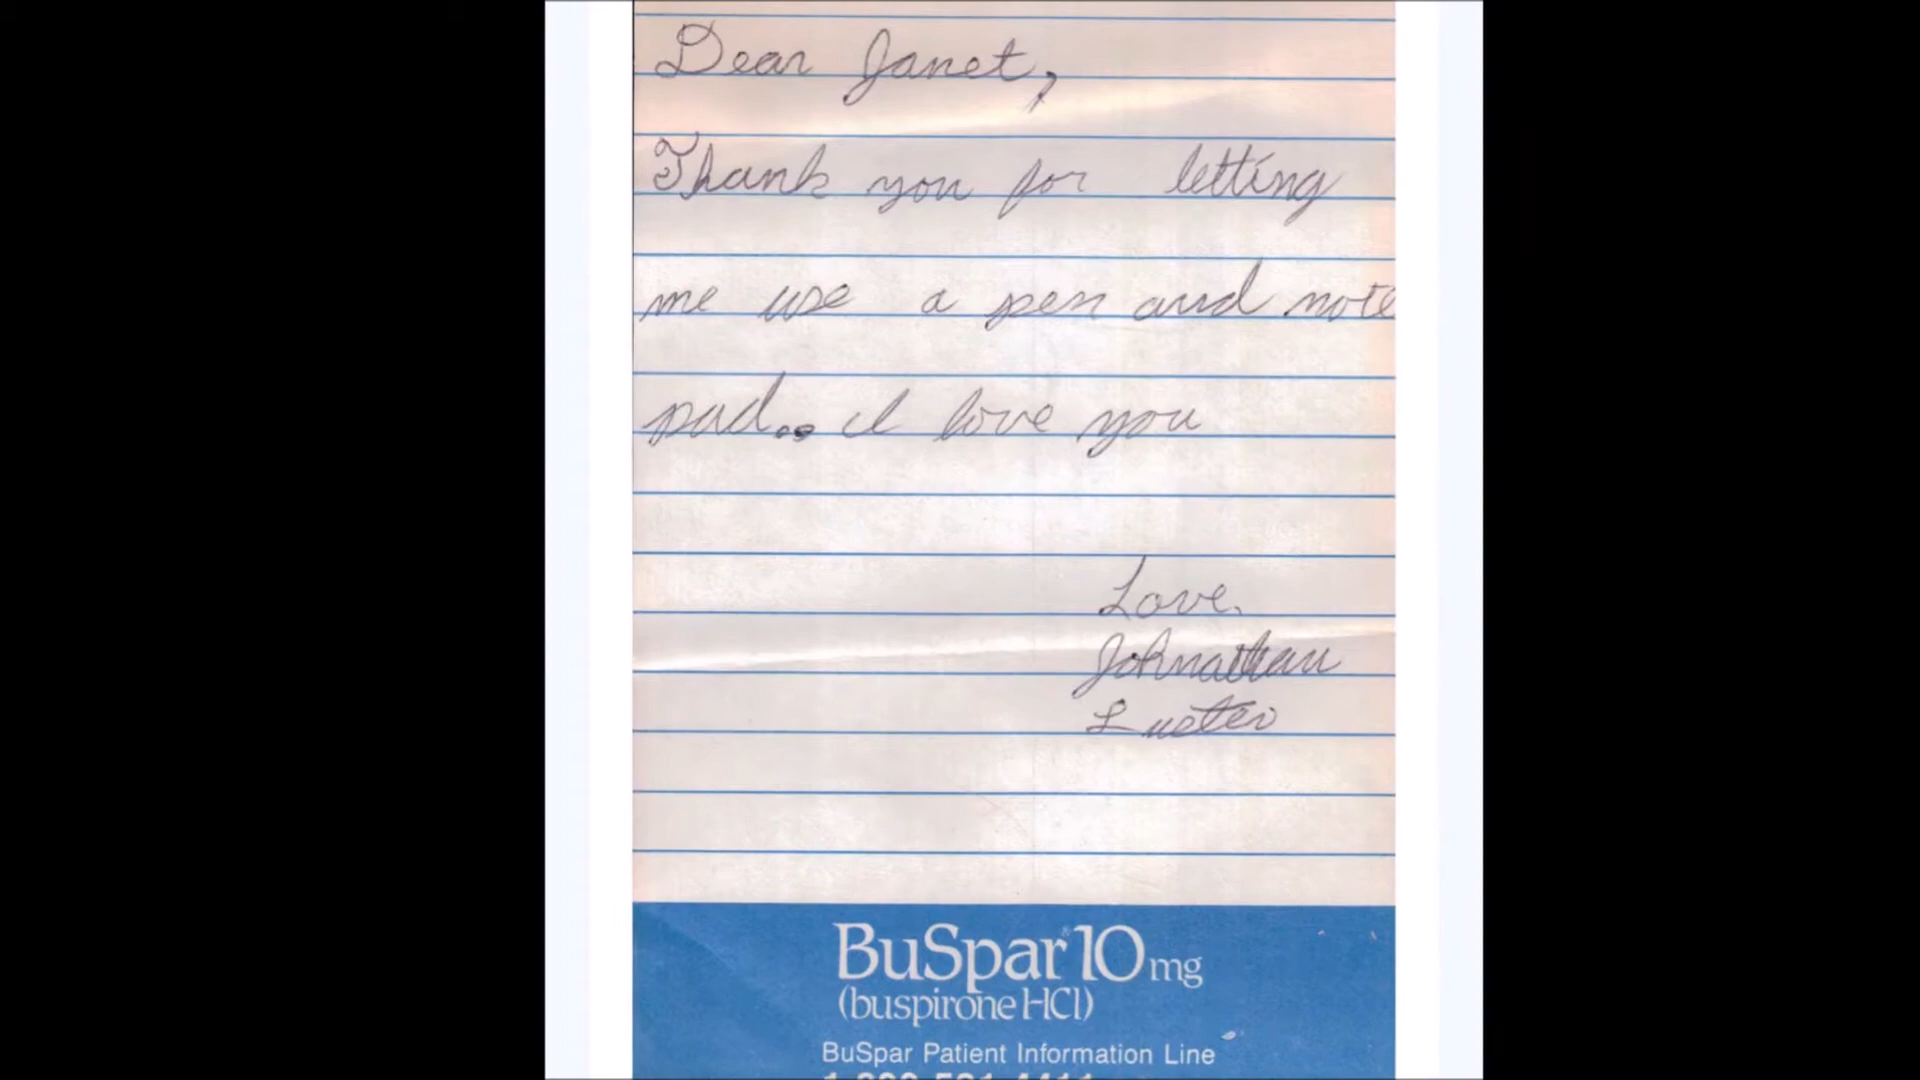 Dear Janet,
Thank you for letting
me use a pen and note
pad.. I love you
Love,
Johnathan
BuSpar® 10 mg
(buspirone HCl)
BuSpar Patient Information Line